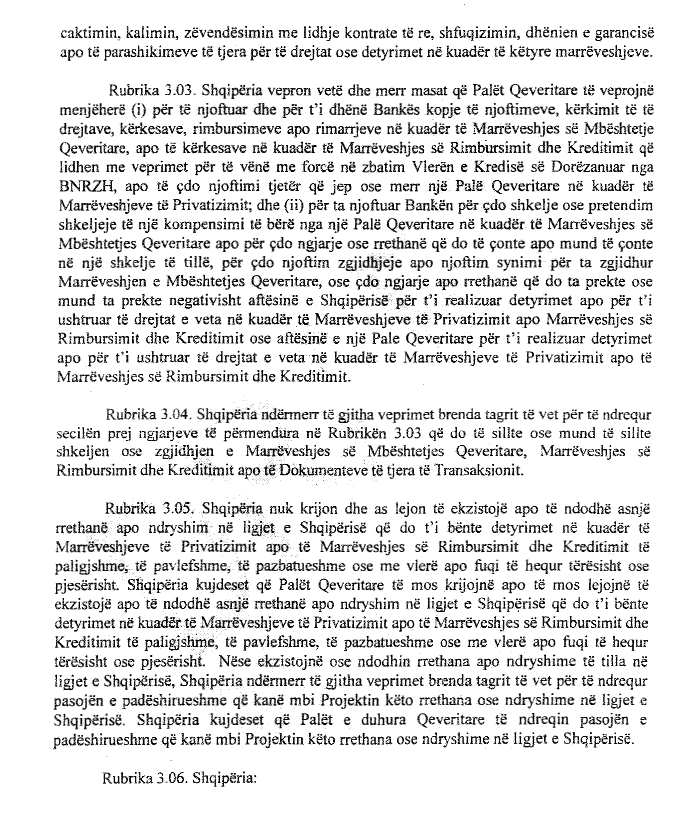 caktimin, kalimin, zëvendësimin me lidhje kontrate të re, shfuqizimin, dhënien e garancisë
apo të parashikimeve të tjera për të drejtat ose detyrimet në kuadër të këtyre marrëveshjeve.
Rubrika 3.03. Shqipëria vepron vetë dhe merr masat që Palët Qeveritare të veprojnë
menjëherë (i) për të njoftuar dhe për t'i dhënë Bankës kopje të njoftimeve, kërkimit të të
drejtave, kërkesave, rimbursimeve apo rimarrjeve në kuadër të Marrëveshjes së Mbështetje
Qeveritare, apo të kërkesave në kuadër të Marrëveshjes së Rimbursimit dhe Kreditimit që
lidhen me veprimet për të vënë me forcë në zbatim Vlerën e Kredisë së Dorëzanuar nga
BNRZH, apo të çdo njoftimi tjetër që jep ose merr një Palë Qeveritare në kuadër të
Marrëveshjeve të Privatizimit; dhe (ii) për ta njoftuar Bankën për çdo shkelje ose pretendim
shkeljeje të një kompensimi të bërë nga një Palë Qeveritare në kuadër të Marrëveshjes së
Mbështetjes Qeveritare apo për çdo ngjarje ose rrethanë që do të çonte apo mund të çonte
në një shkelje të tillë, për çdo njoftim zgjidhjeje apo njoftim synimi për ta zgjidhur
Marrëveshjen e Mbështetjes Qeveritare, ose çdo ngjarje apo rrethanë që do ta prekte ose
mund ta prekte negativisht aftësinë e Shqipërisë për t'i realizuar detyrimet apo për t'i
ushtruar të drejtat e veta në kuadër të Marrëveshjeve të Privatizimit apo Marrëveshjes së
Rimbursimit dhe Kreditimit ose aftësinë e një Pale Qeveritare për t'i realizuar detyrimet
apo për t'i ushtruar të drejtat e veta në kuadër të Marrëveshjeve të Privatizimit apo të
Marrëveshjes së Rimbursimit dhe Kreditimit.
Rubrika 3.04. Shqipëria ndërmerr të gjitha veprimet brenda tagrit të vet për të ndrequr
secilën prej ngjarjeve të përmendura në Rubrikën 3.03 që do të sillte ose mund të sillte
shkeljen ose zgjidhjen e Marrëveshjes së Mbështetjes Qeveritare, Marrëveshjes së
Rimbursimit dhe Kreditimit apo të Dokumenteve të tjera të Transaksionit.
Rubrika 3.05. Shqipëria nuk krijon dhe as lejon të ekzistojë apo të ndodhë asnjë
rrethanë apo ndryshim në ligjet e Shqipërisë që do t'i bënte detyrimet në kuadër të
Marrëveshjeve të Privatizimit apo të Marrëveshjes së Rimbursimit dhe Kreditimit të
paligjshme, të pavlefshme, të pazbatueshme ose me vlerë apo fuqi të hequr tërësisht ose
pjesërisht. Shqipëria kujdeset që Palët Qeveritare të mos krijojnë apo të mos lejojnë të
ekzistojë apo të ndodhë asnjë rrethanë apo ndryshim në ligjet e Shqipërisë që do t'i bënte
detyrimet në kuadër të Marrëveshjeve të Privatizimit apo të Marrëveshjes së Rimbursimit dhe
Kreditimit të paligjshme, të pavlefshme, të pazbatueshme ose me vlerë apo fuqi të hequr
tërësisht ose pjesërisht. Nëse ekzistojnë ose ndodhin rrethana apo ndryshime të tilla në
ligjet e Shqipërisë, Shqipëria ndërmerr të gjitha veprimet brenda tagrit të vet për të ndrequr
pasojën e padëshirueshme që kanë mbi Projektin këto rrethana ose ndryshime në ligjet e
Shqipërisë. Shqipëria kujdeset që Palët e duhura Qeveritare të ndreqin pasojën e
padëshirueshme që kanë mbi Projektin këto rrethana ose ndryshime në ligjet e Shqipërisë.
Rubrika 3.06. Shqipëria: